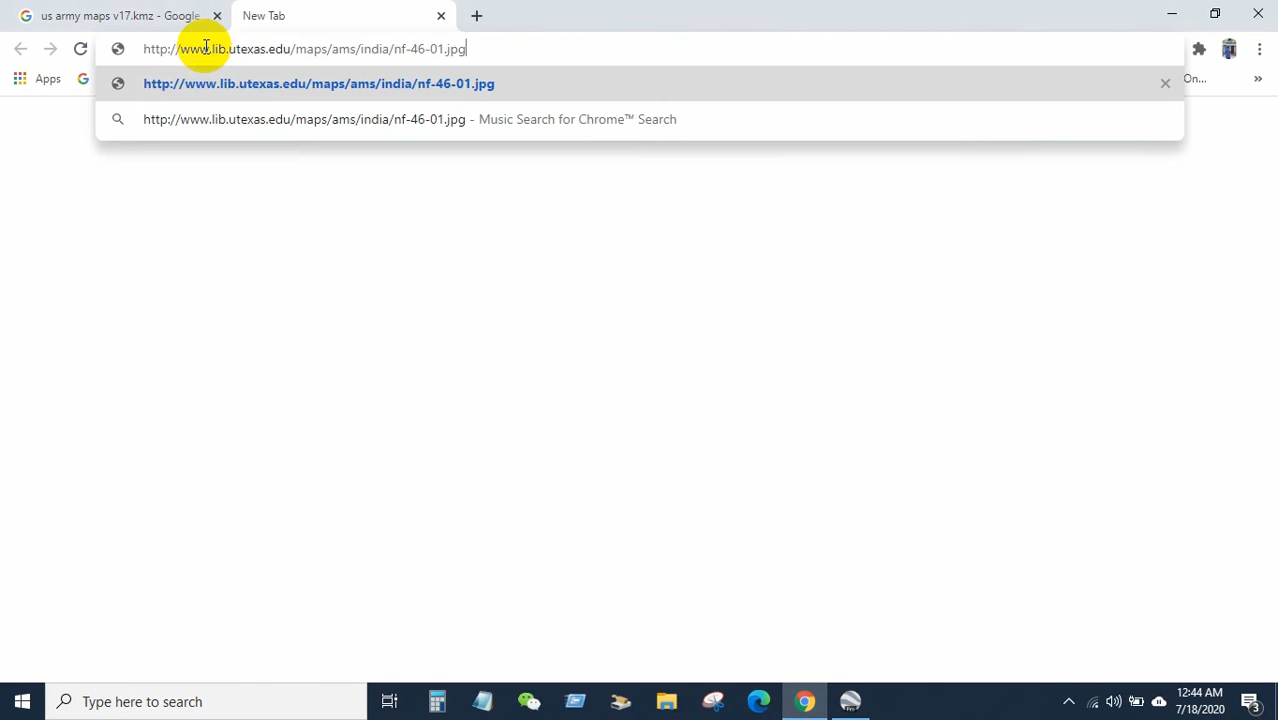 us army maps v17.kmz - Google
New Tab
http://www.lib.utexas.edu/maps/ams/india/nf-46-01.jpg
Apps
On...
http://www.lib.utexas.edu/maps/ams/india/nf-46-01.jpg
http://www.lib.utexas.edu/maps/ams/india/nf-46-01.jpg - Music Search for Chrome™ Search
Type here to search
12:44 AM
7/18/2020
3